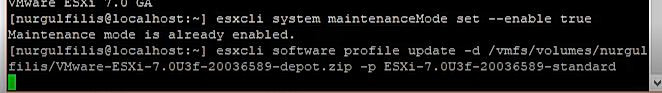 VMware ESXi 7.0 GA
[nurgulfilis@localhost:~] esxcli system maintenanceMode set --enable true
Maintenance mode is already enabled.
[nurgulfilis@localhost:~] esxcli software profile update -d /vmfs/volumes/nurgul
filis/VMware-ESXi-7.0U3f-20036589-depot.zip -p ESXi-7.0U3f-20036589-standard